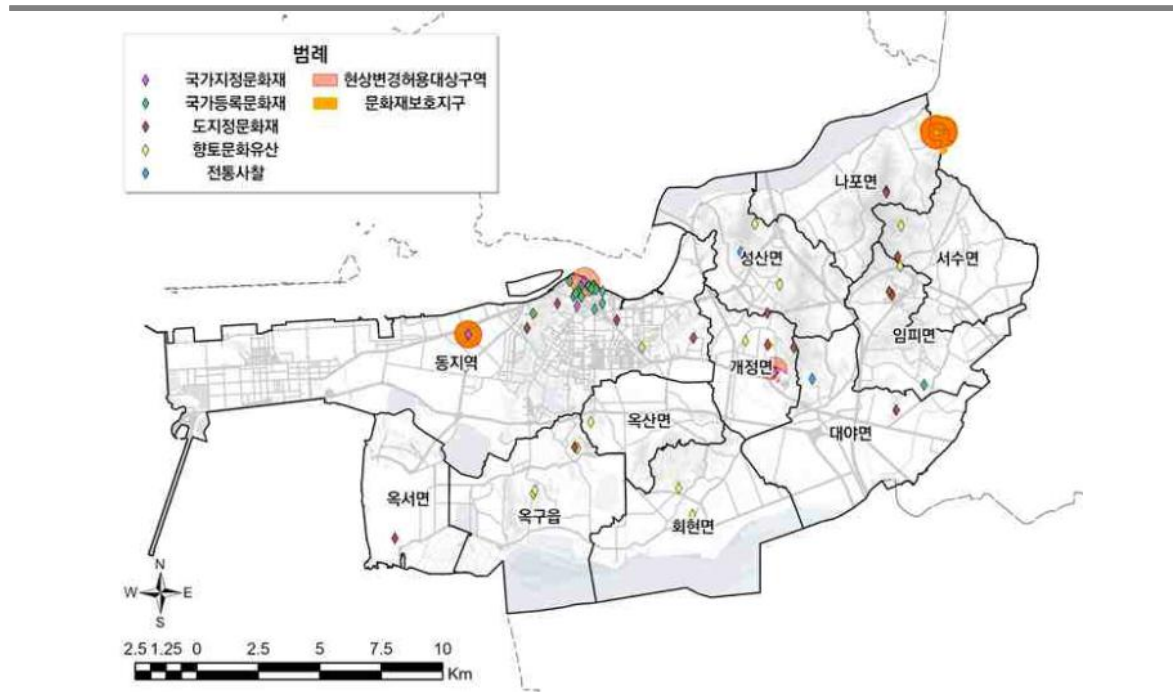 범례
국가지정문화재 현상변경허용대상구역
국가등록문화재 문화재보호지구
도지정문화재
향토문화유산
전통사찰
나포면
성산면
서수면
임피면
동지역
개정면
옥산면
대야면
옥서면
옥구읍
회현면
N
W E
S
2.5 1.25 0 2.5 5 7.5 10
Km